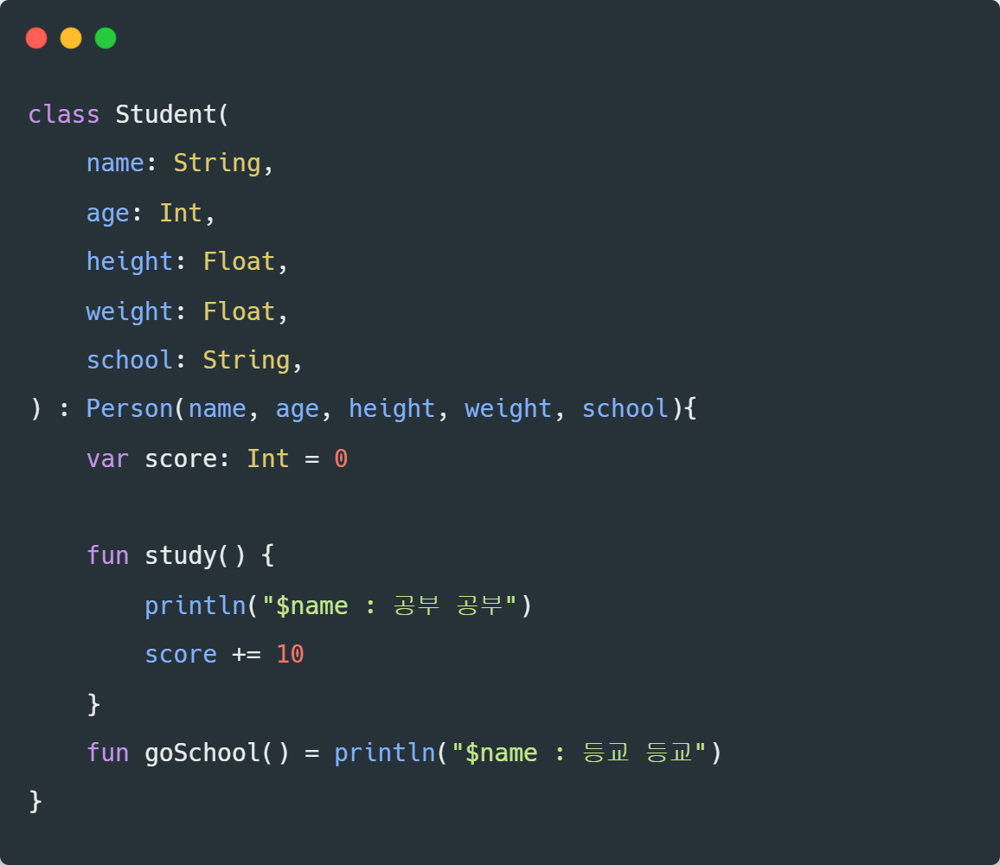 class Student(
    name: String,
    age: Int,
    height: Float,
    weight: Float,
    school: String,
) : Person(name, age, height, weight, school){
    var score: Int = 0

    fun study() {
        println("$name : 공부 공부")
        score += 10
    }
    fun goSchool() = println("$name : 등교 등교")
}